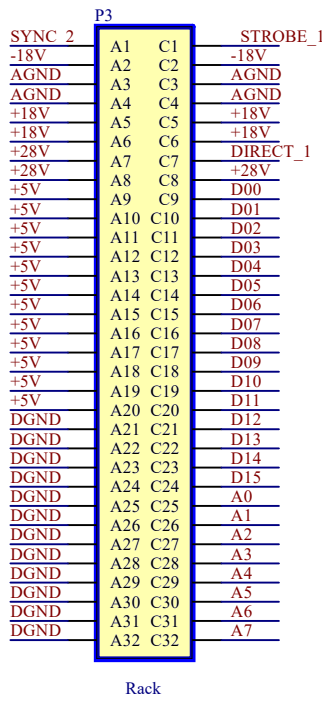 P3
SYNC_2 A1 C1 STROBE_1
-18V A2 C2 -18V
AGND A3 C3 AGND
AGND A4 C4 AGND
+18V A5 C5 +18V
+18V A6 C6 +18V
+28V A7 C7 DIRECT_1
+28V A8 C8 +28V
+5V A9 C9 D00
+5V A10 C10 D01
+5V A11 C11 D02
+5V A12 C12 D03
+5V A13 C13 D04
+5V A14 C14 D05
+5V A15 C15 D06
+5V A16 C16 D07
+5V A17 C17 D08
+5V A18 C18 D09
+5V A19 C19 D10
+5V A20 C20 D11
DGND A21 C21 D12
DGND A22 C22 D13
DGND A23 C23 D14
DGND A24 C24 D15
DGND A25 C25 A0
DGND A26 C26 A1
DGND A27 C27 A2
DGND A28 C28 A3
DGND A29 C29 A4
DGND A30 C30 A5
DGND A31 C31 A6
DGND A32 C32 A7
Rack